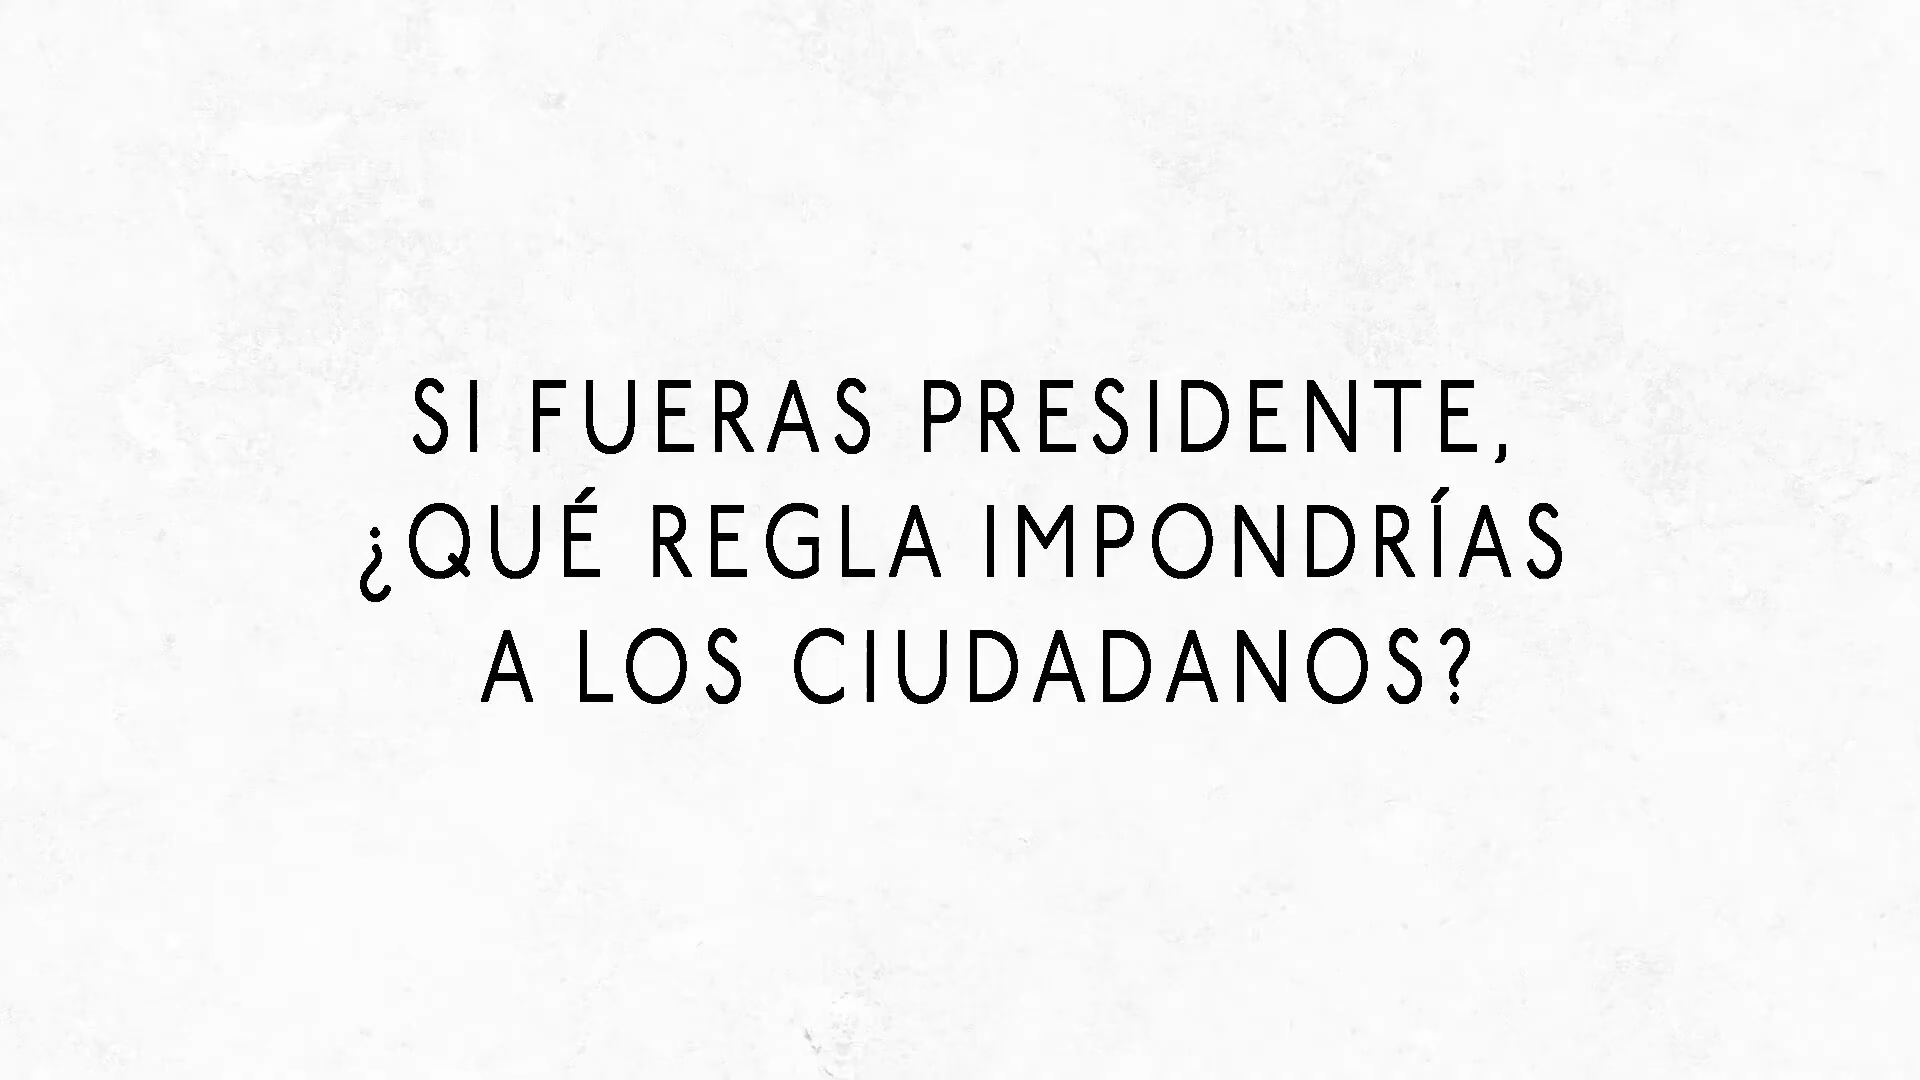 SI FUERAS PRESIDENTE,
¿QUÉ REGLA IMPONDRÍAS
A LOS CIUDADANOS?